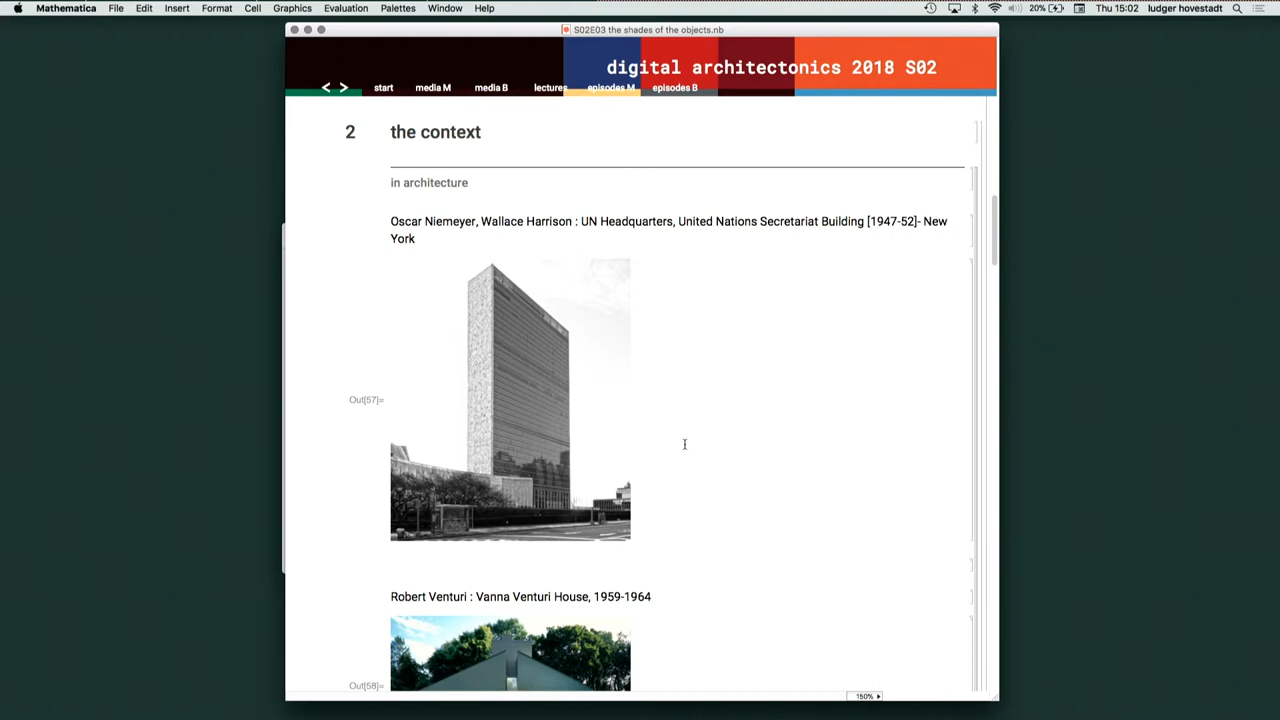 Mathematica File Edit Insert Format Cell Graphics Evaluation Palettes Window Help 20% Thu 15:02 ludger hovestadt
S02E03 the shades of the objects.nb
digital architectonics 2018 S02
< > start media M media B lectures episodes M episodes B
2 the context
in architecture
Oscar Niemeyer, Wallace Harrison : UN Headquarters, United Nations Secretariat Building [1947-52]- New
York
Out[57]=
Robert Venturi : Vanna Venturi House, 1959-1964
Out[58]=
150%